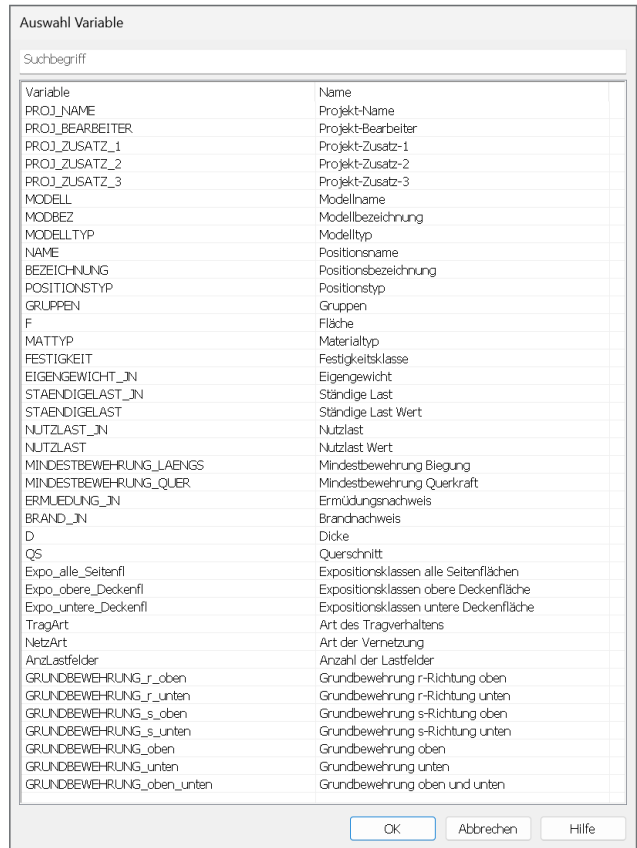 Auswahl Variable
Suchbegriff
Variable Name
PROJ_NAME Projekt-Name
PROJ_BEARBEITER Projekt-Bearbeiter
PROJ_ZUSATZ_1 Projekt-Zusatz-1
PROJ_ZUSATZ_2 Projekt-Zusatz-2
PROJ_ZUSATZ_3 Projekt-Zusatz-3
MODELL Modellname
MODBEZ Modellbezeichnung
MODELLTYP Modelltyp
NAME Positionsname
BEZEICHNUNG Positionsbezeichnung
POSITIONSTYP Positionstyp
GRUPPEN Gruppen
F Fläche
MATTYP Materialtyp
FESTIGKEIT Festigkeitsklasse
EIGENGEWICHT_JN Eigengewicht
STAENDIGELAST_JN Ständige Last
STAENDIGELAST Ständige Last Wert
NUTZLAST_JN Nutzlast
NUTZLAST Nutzlast Wert
MINDESTBEWEHRUNG_LAENGS Mindestbewehrung Biegung
MINDESTBEWEHRUNG_QUER Mindestbewehrung Querkraft
ERMUEDUNG_JN Ermüdungsnachweis
BRAND_JN Brandnachweis
D Dicke
QS Querschnitt
Expo_alle_Seitenfl Expositionsklassen alle Seitenflächen
Expo_obere_Deckenfl Expositionsklassen obere Deckenfläche
Expo_untere_Deckenfl Expositionsklassen untere Deckenfläche
TragArt Art des Tragverhaltens
NetzArt Art der Vernetzung
AnzLastfelder Anzahl der Lastfelder
GRUNDBEWEHRUNG_r_oben Grundbewehrung r-Richtung oben
GRUNDBEWEHRUNG_r_unten Grundbewehrung r-Richtung unten
GRUNDBEWEHRUNG_s_oben Grundbewehrung s-Richtung oben
GRUNDBEWEHRUNG_s_unten Grundbewehrung s-Richtung unten
GRUNDBEWEHRUNG_oben Grundbewehrung oben
GRUNDBEWEHRUNG_unten Grundbewehrung unten
GRUNDBEWEHRUNG_oben_unten Grundbewehrung oben und unten
OK Abbrechen Hilfe